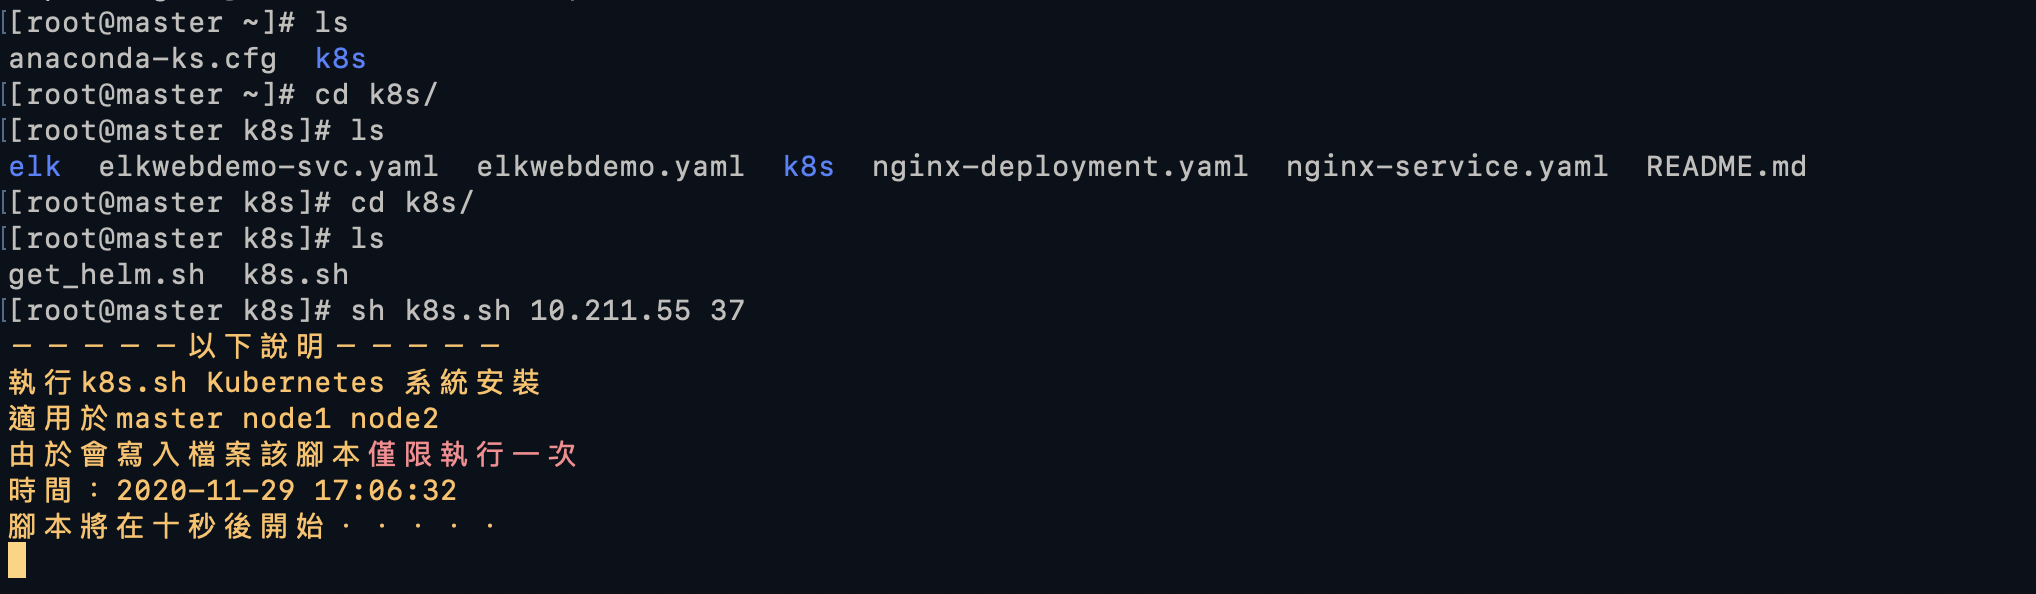 [[root@master ~]# ls
anaconda-ks.cfg  k8s
[[root@master ~]# cd k8s/
[[root@master k8s]# ls
elk  elkwebdemo-svc.yaml  elkwebdemo.yaml  k8s  nginx-deployment.yaml  nginx-service.yaml  README.md
[[root@master k8s]# cd k8s/
[[root@master k8s]# ls
get_helm.sh  k8s.sh
[[root@master k8s]# sh k8s.sh 10.211.55 37
－－－－－以下說明－－－－－
執行k8s.sh Kubernetes 系統安裝
適用於master node1 node2
由於會寫入檔案該腳本僅限執行一次
時間：2020-11-29 17:06:32
腳本將在十秒後開始．．．．．